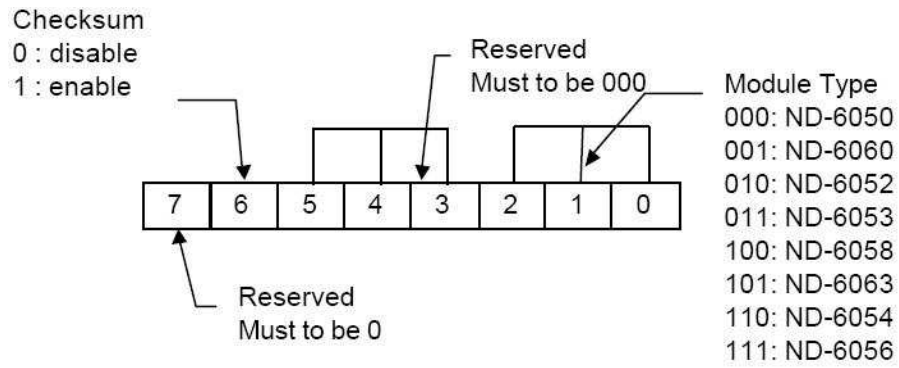 Checksum
0 : disable
1 : enable
Reserved
Must to be 000
Module Type
000: ND-6050
001: ND-6060
010: ND-6052
011: ND-6053
100: ND-6058
101: ND-6063
110: ND-6054
111: ND-6056
7 6 5 4 3 2 1 0
Reserved
Must to be 0